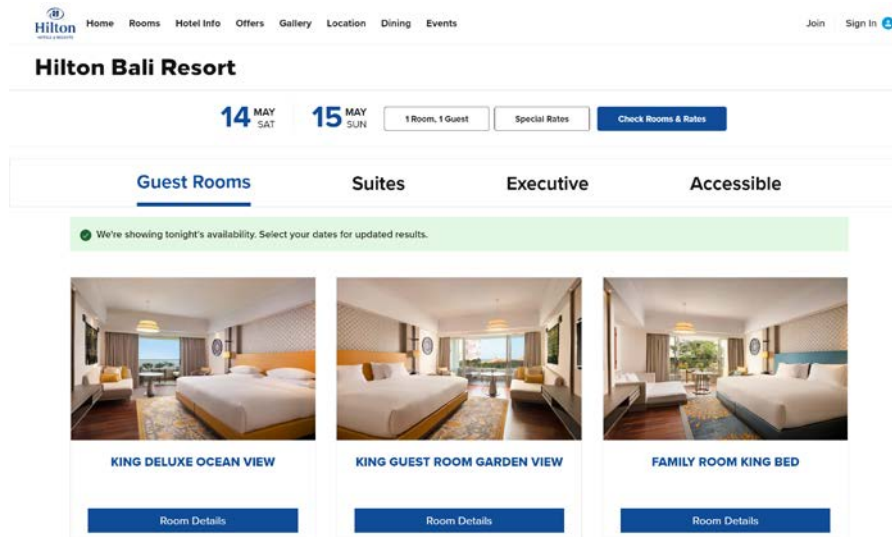 Hilton
HOTELS & RESORTS
Home Rooms Hotel Info Offers Gallery Location Dining Events
Join Sign In
Hilton Bali Resort
14 MAY SAT 15 MAY SUN 1 Room, 1 Guest Special Rates Check Rooms & Rates
Guest Rooms Suites Executive Accessible
We're showing tonight's availability. Select your dates for updated results.
KING DELUXE OCEAN VIEW KING GUEST ROOM GARDEN VIEW FAMILY ROOM KING BED
Room Details Room Details Room Details